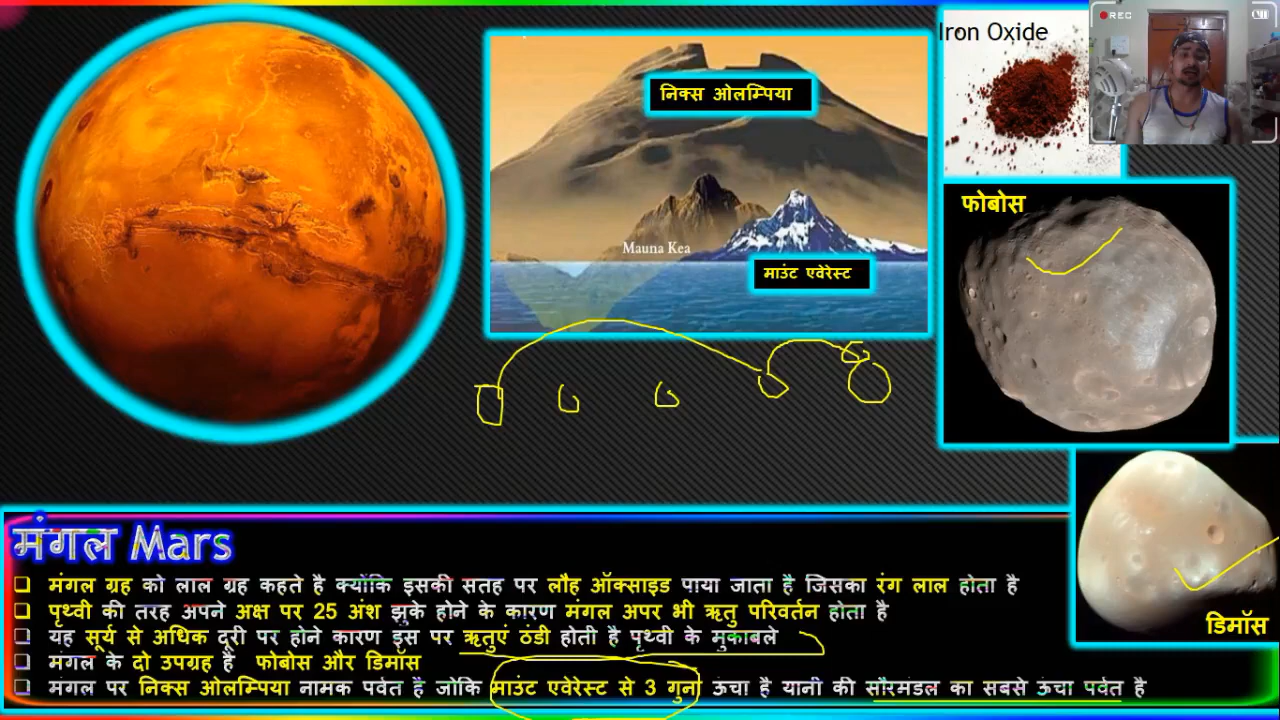 Iron Oxide
REC
निक्स ओलम्पिया
फोबोस
Mauna Kea
माउंट एवेरेस्ट
डिमॉस
मंगल Mars
मंगल ग्रह को लाल ग्रह कहते है क्योंकि इसकी सतह पर लौह ऑक्साइड पाया जाता है जिसका रंग लाल होता है
पृथ्वी की तरह अपने अक्ष पर 25 अंश झुके होने के कारण मंगल अपर भी ऋतु परिवर्तन होता है
यह सूर्य से अधिक दूरी पर होने कारण इस पर ऋतुएं ठंडी होती है पृथ्वी के मुकाबले
मंगल के दो उपग्रह है फोबोस और डिमॉस
मंगल पर निक्स ओलम्पिया नामक पर्वत है जोकि माउंट एवेरेस्ट से 3 गुना ऊंचा है यानी की सौरमंडल का सबसे ऊंचा पर्वत है